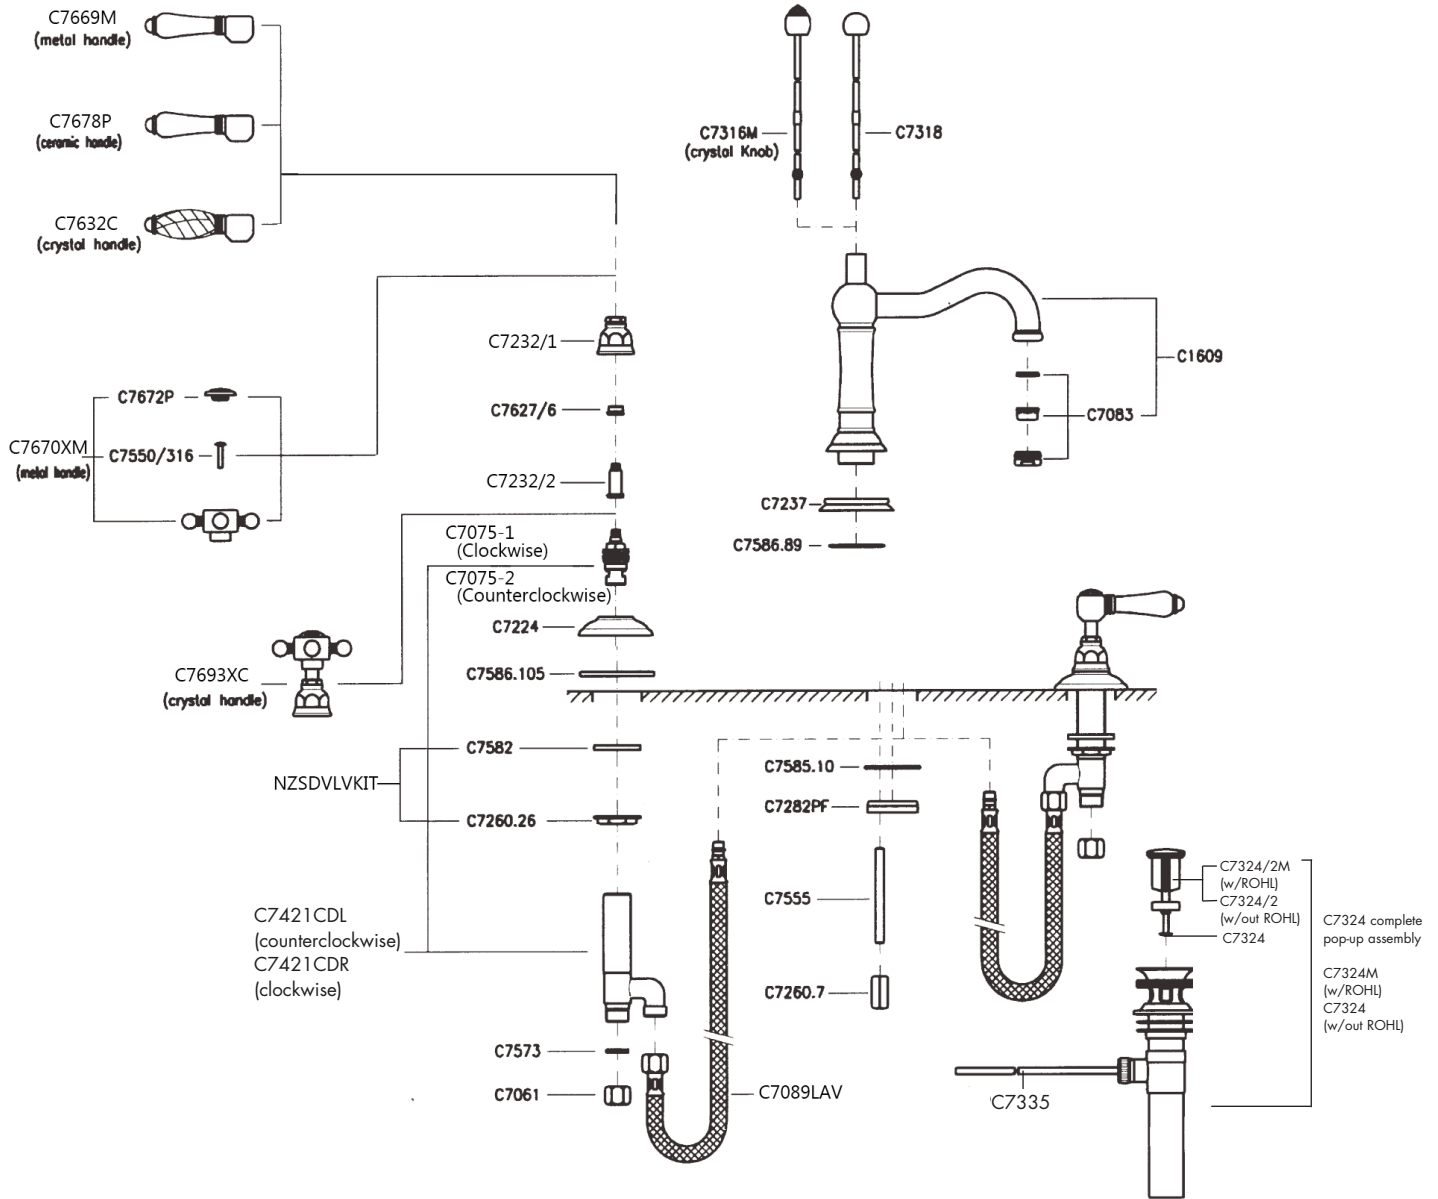 C7669M
(metal handle)
C7678P
(ceramic handle)
C7632C
(crystal handle)
C7316M
(crystal Knob)
C7318
C7232/1
C1609
C7672P
C7627/6
C7083
C7670XM
(metal handle)
C7550/316
C7232/2
C7237
C7075-1
(Clockwise)
C7586.89
C7075-2
(Counterclockwise)
C7224
C7693XC
(crystal handle)
C7586.105
C7582
NZSDVLVKIT
C7260.26
C7585.10
C7282PF
C7555
C7260.7
C7421CDL
(counterclockwise)
C7421CDR
(clockwise)
C7324/2M
(w/ROHL)
C7324/2
(w/out ROHL)
C7324
C7324 complete
pop-up assembly
C7324M
(w/ROHL)
C7324
(w/out ROHL)
C7573
C7061
C7089LAV
C7335